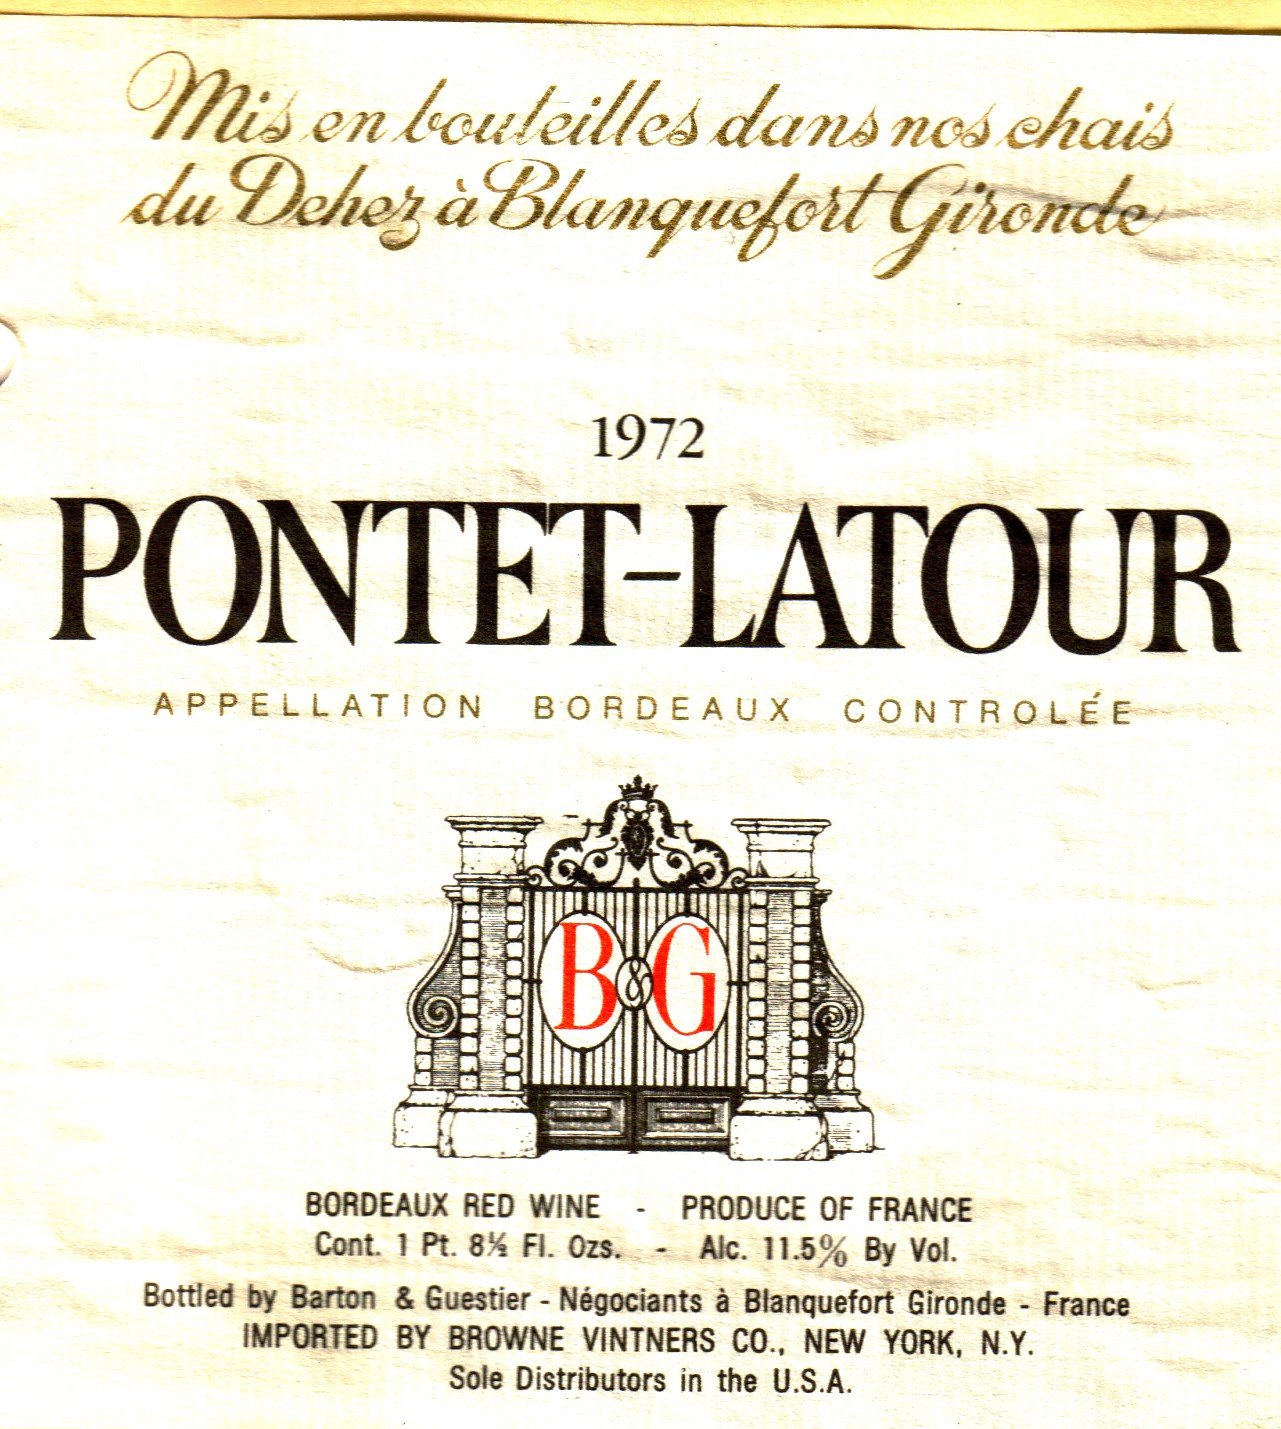 Mis en bouteilles dans nos chais
du Dehez à Blanquefort Gironde
1972
PONTET-LATOUR
APPELLATION BORDEAUX CONTROLÉE
B&G
BORDEAUX RED WINE - PRODUCE OF FRANCE
Cont. 1 Pt. 8½ Fl. Ozs. - Alc. 11.5% By Vol.
Bottled by Barton & Guestier - Négociants à Blanquefort Gironde - France
IMPORTED BY BROWNE VINTNERS CO., NEW YORK, N.Y.
Sole Distributors in the U.S.A.